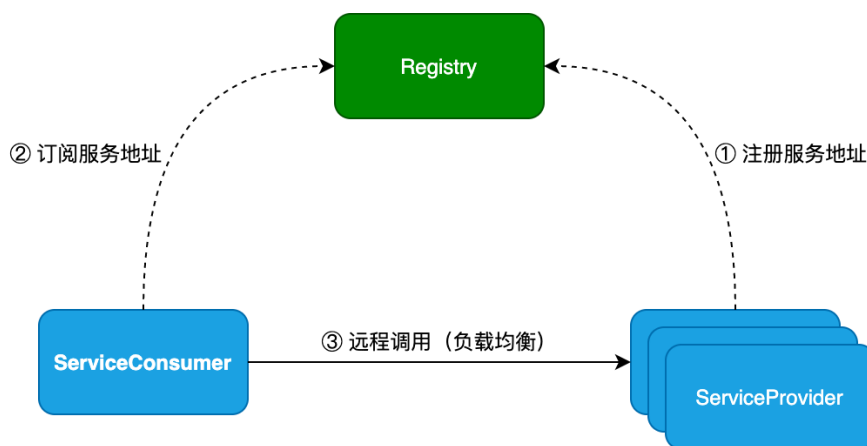 Registry
② 订阅服务地址
① 注册服务地址
③ 远程调用（负载均衡）
ServiceConsumer
ServiceProvider